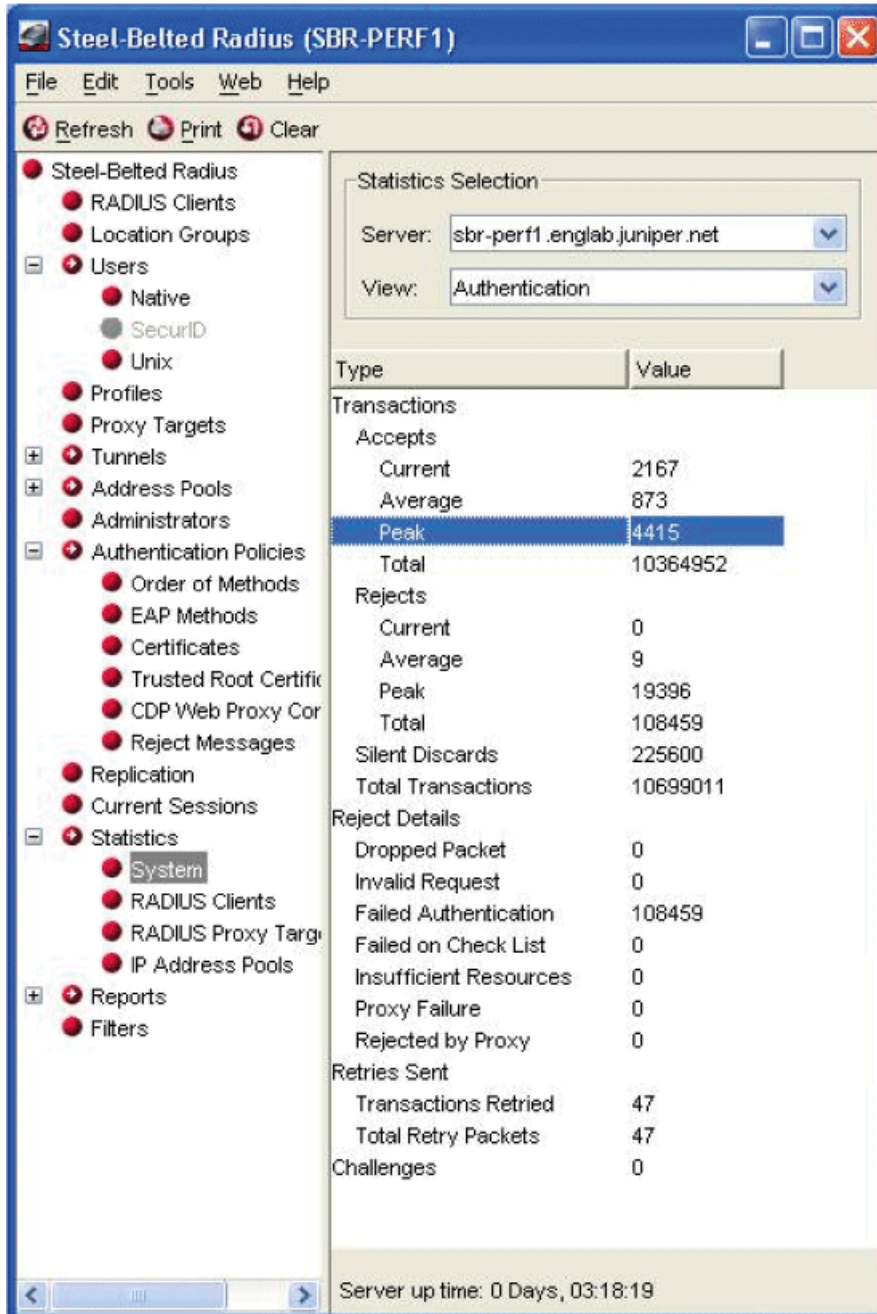 Steel-Belted Radius (SBR-PERF1)
File Edit Tools Web Help
Refresh Print Clear
Steel-Belted Radius
RADIUS Clients
Location Groups
Users
Native
SecurID
Unix
Profiles
Proxy Targets
Tunnels
Address Pools
Administrators
Authentication Policies
Order of Methods
EAP Methods
Certificates
Trusted Root Certific
CDP Web Proxy Cor
Reject Messages
Replication
Current Sessions
Statistics
System
RADIUS Clients
RADIUS Proxy Targ
IP Address Pools
Reports
Filters
Statistics Selection
Server: sbr-perf1.englab.juniper.net
View: Authentication
Type Value
Transactions
Accepts
Current 2167
Average 873
Peak 4415
Total 10364952
Rejects
Current 0
Average 9
Peak 19396
Total 108459
Silent Discards 225600
Total Transactions 10699011
Reject Details
Dropped Packet 0
Invalid Request 0
Failed Authentication 108459
Failed on Check List 0
Insufficient Resources 0
Proxy Failure 0
Rejected by Proxy 0
Retries Sent
Transactions Retried 47
Total Retry Packets 47
Challenges 0
Server up time: 0 Days, 03:18:19